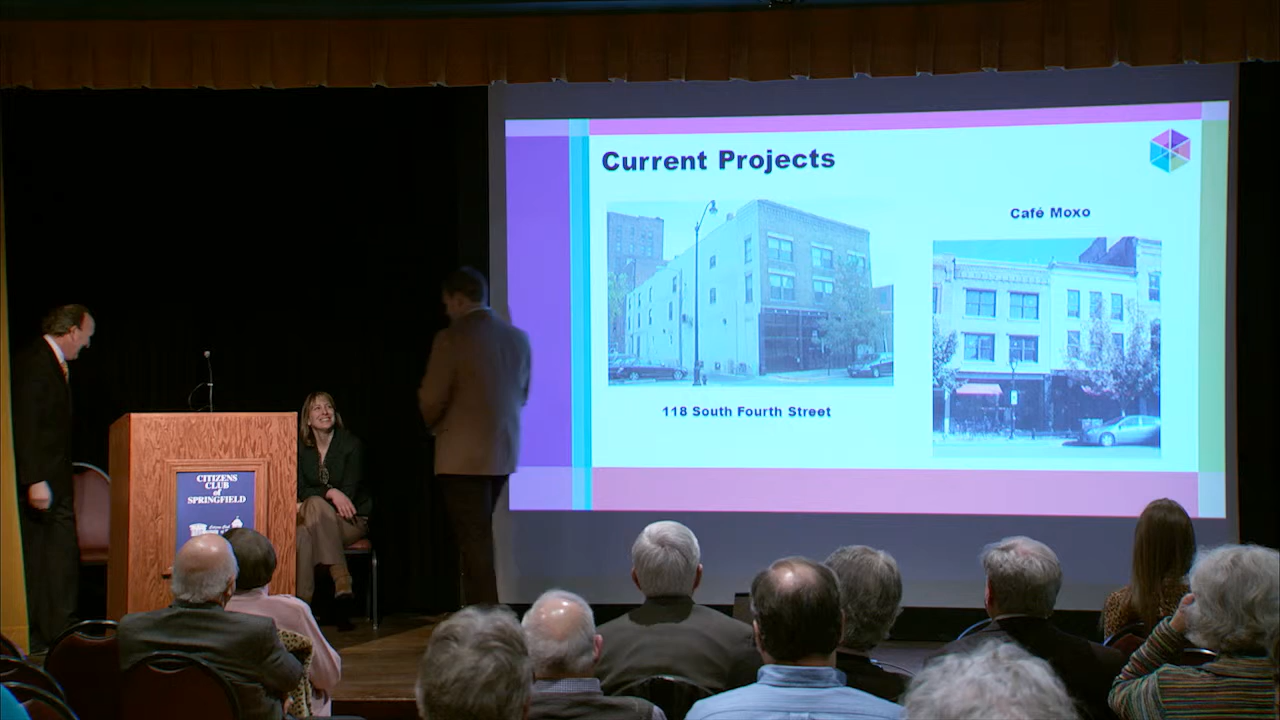 Current Projects
Café Moxo
118 South Fourth Street
CITIZENS
CLUB
of
SPRINGFIELD